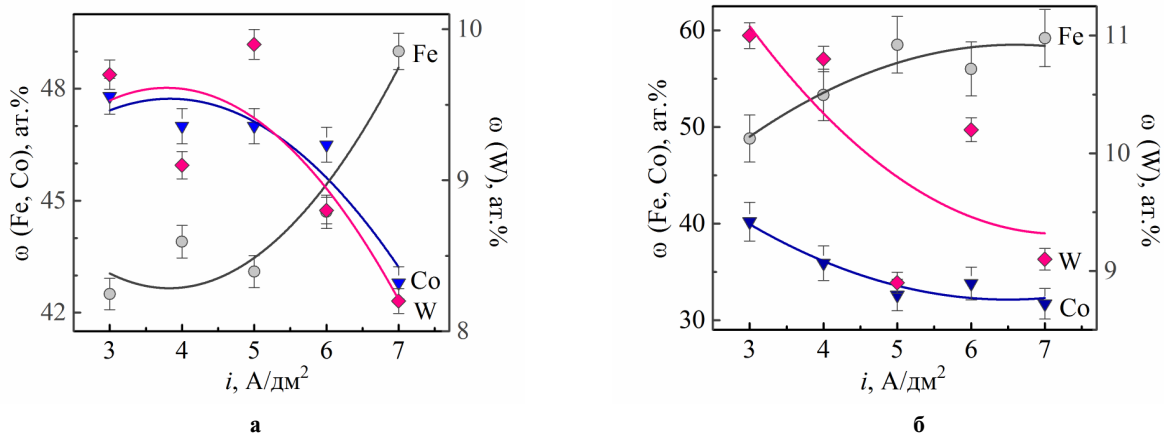 ω (Fe, Co), ат.%
48
45
42
3 4 5 6 7
i, А/дм²
10
9
8
ω (W), ат.%
Fe
Co
W
а
ω (Fe, Co), ат.%
60
50
40
30
3 4 5 6 7
i, А/дм²
11
10
9
ω (W), ат.%
Fe
W
Co
б